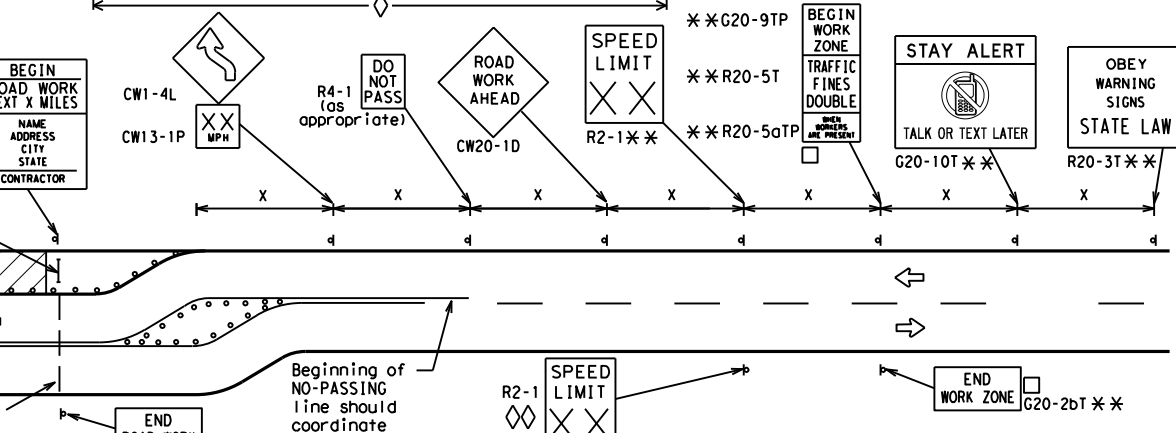 BEGIN
ROAD WORK
NEXT X MILES
NAME
ADDRESS
CITY
STATE
CONTRACTOR
CW1-4L
CW13-1P
XX
MPH
R4-1
(as
appropriate)
DO
NOT
PASS
ROAD
WORK
AHEAD
CW20-1D
SPEED
LIMIT
X X
R2-1**
**G20-9TP
**R20-5T
**R20-5aTP
BEGIN
WORK
ZONE
TRAFFIC
FINES
DOUBLE
WHEN
WORKERS
ARE PRESENT
STAY ALERT
TALK OR TEXT LATER
G20-10T**
OBEY
WARNING
SIGNS
STATE LAW
R20-3T**
X X X X X X X
Beginning of
NO-PASSING
line should
coordinate
R2-1
SPEED
LIMIT
X X
END
WORK ZONE
G20-2bT**
END
ROAD WORK